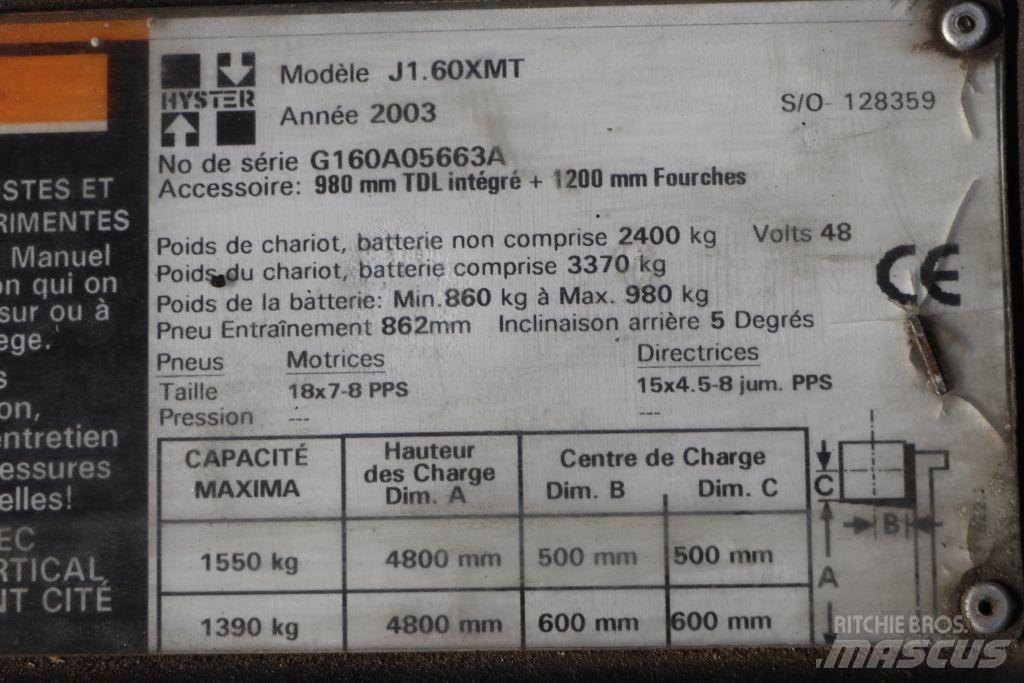 HYSTER
Modèle J1.60XMT
Année 2003
S/O- 128359
No de série G160A05663A
Accessoire: 980 mm TDL intégré + 1200 mm Fourches
Poids de chariot, batterie non comprise 2400 kg Volts 48
Poids du chariot, batterie comprise 3370 kg
Poids de la bàtterie: Min. 860 kg à Max. 980 kg
Pneu Entraînement 862mm Inclinaison arrière 5 Degrés
Pneus Motrices Directrices
Taille 18x7-8 PPS 15x4.5-8 jum. PPS
Pression --- ---
CE
CAPACITÉ MAXIMA
Hauteur des Charge Dim. A
Centre de Charge
Dim. B Dim. C
1550 kg 4800 mm 500 mm 500 mm
1390 kg 4800 mm 600 mm 600 mm
C
B
A
STES ET
RIMENTES
Manuel
on qui on
sur ou à
ege.
s
on,
entretien
essures
elles!
EC
RTICAL
NT CITÉ
RITCHIE BROS.
MASCUS